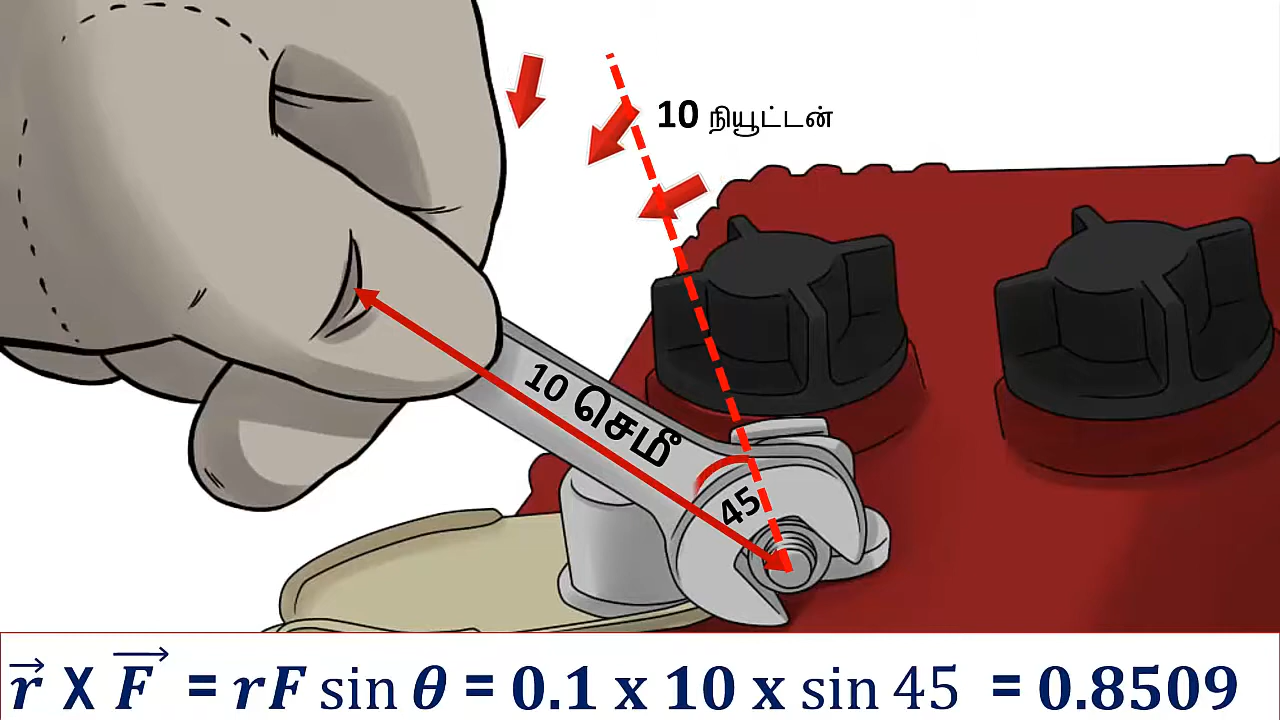 10 நியூட்டன்
10 செமீ
45
r⃗ X F⃗ = rF sin θ = 0.1 x 10 x sin 45 = 0.8509